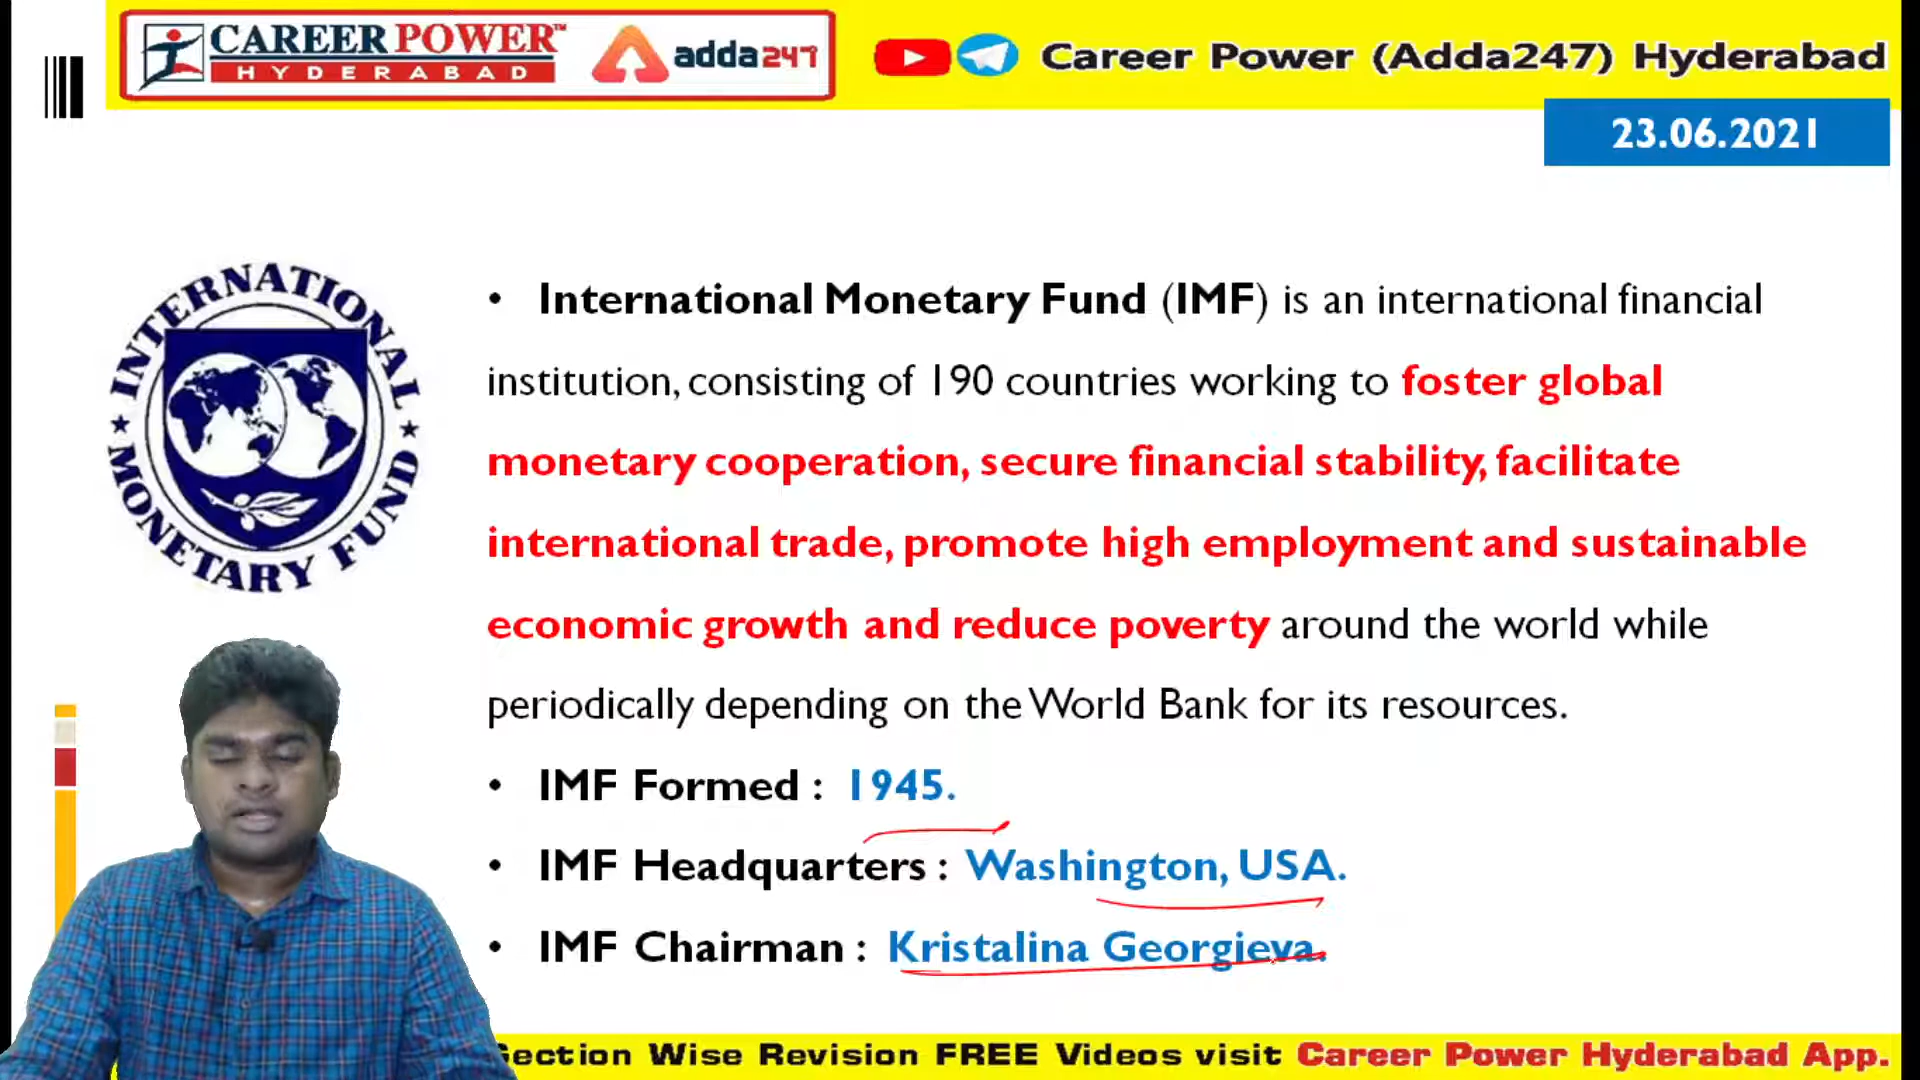 CAREER POWER™
HYDERABAD
adda247
Career Power (Adda247) Hyderabad
23.06.2021
INTERNATIONAL
MONETARY FUND
• International Monetary Fund (IMF) is an international financial
institution, consisting of 190 countries working to foster global
monetary cooperation, secure financial stability, facilitate
international trade, promote high employment and sustainable
economic growth and reduce poverty around the world while
periodically depending on the World Bank for its resources.
• IMF Formed : 1945.
• IMF Headquarters : Washington, USA.
• IMF Chairman : Kristalina Georgieva.
ection Wise Revision FREE Videos visit Career Power Hyderabad App.